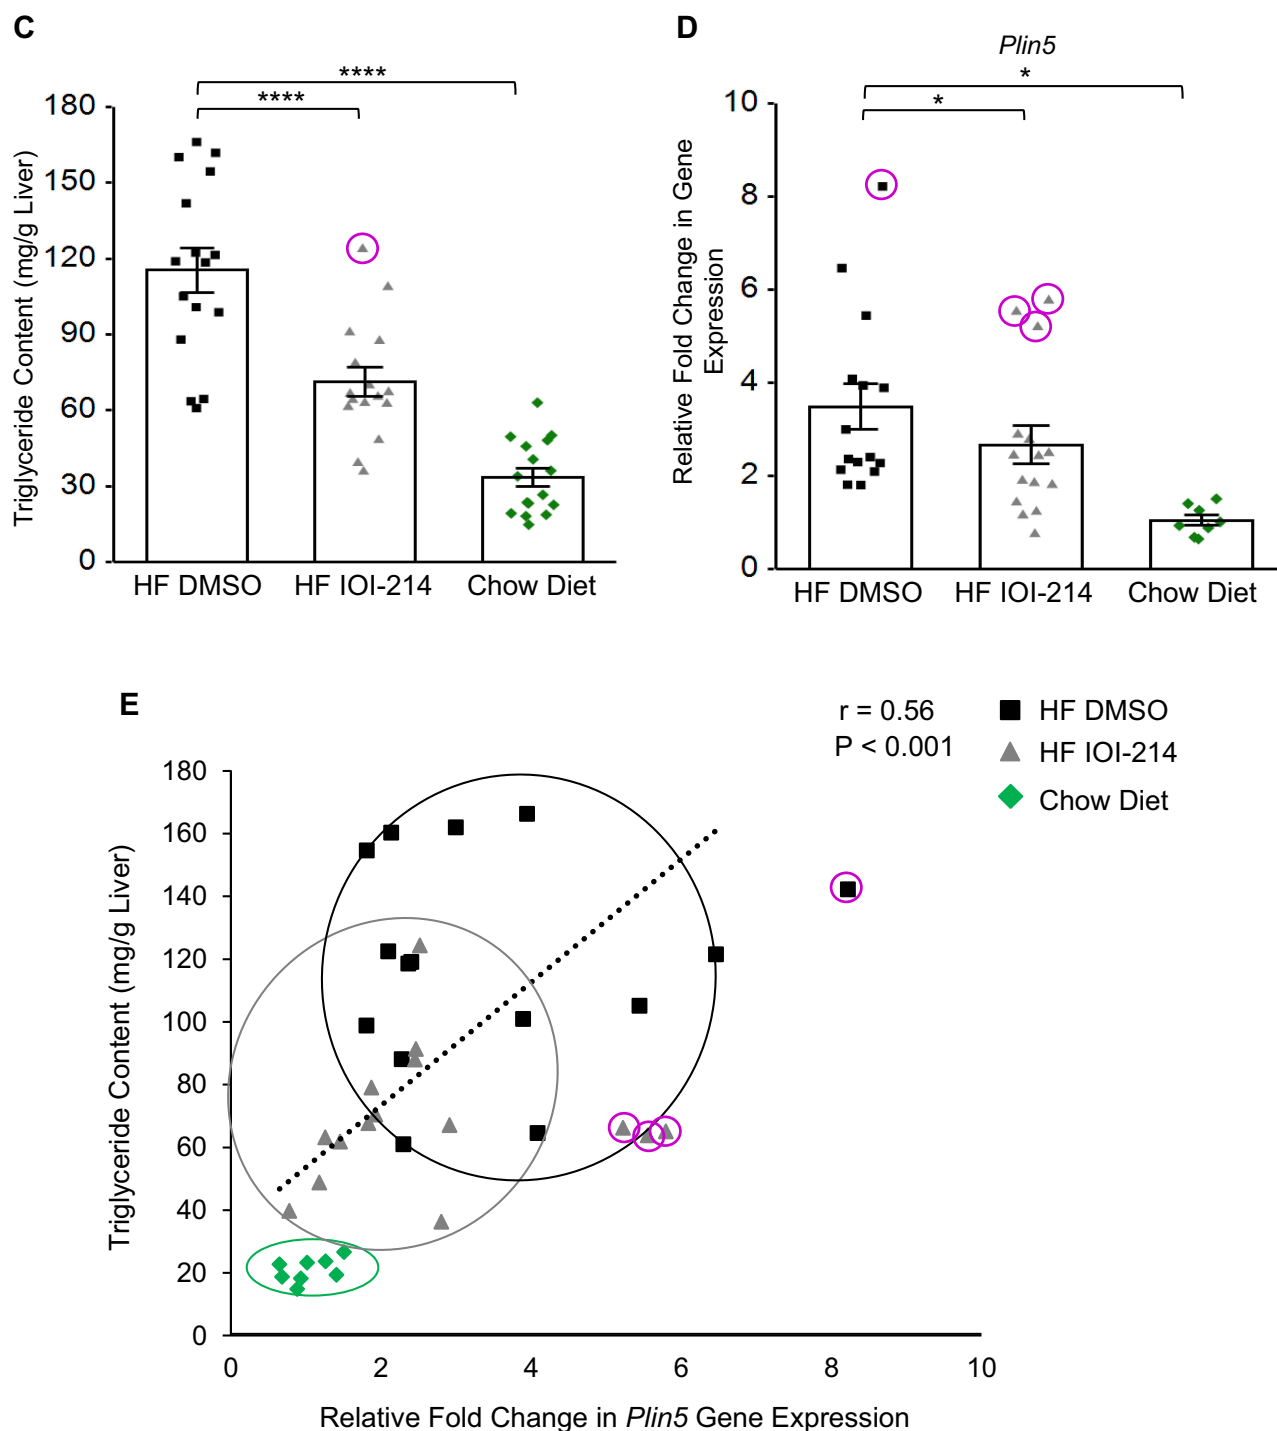 C
****
****
180
150
120
90
60
30
0
Triglyceride Content (mg/g Liver)
HF DMSO HF IOI-214 Chow Diet
D
Plin5
*
*
10
8
6
4
2
0
Relative Fold Change in Gene
Expression
HF DMSO HF IOI-214 Chow Diet
E
r = 0.56
P < 0.001
HF DMSO
HF IOI-214
Chow Diet
180
160
140
120
100
80
60
40
20
0
Triglyceride Content (mg/g Liver)
0 2 4 6 8 10
Relative Fold Change in Plin5 Gene Expression